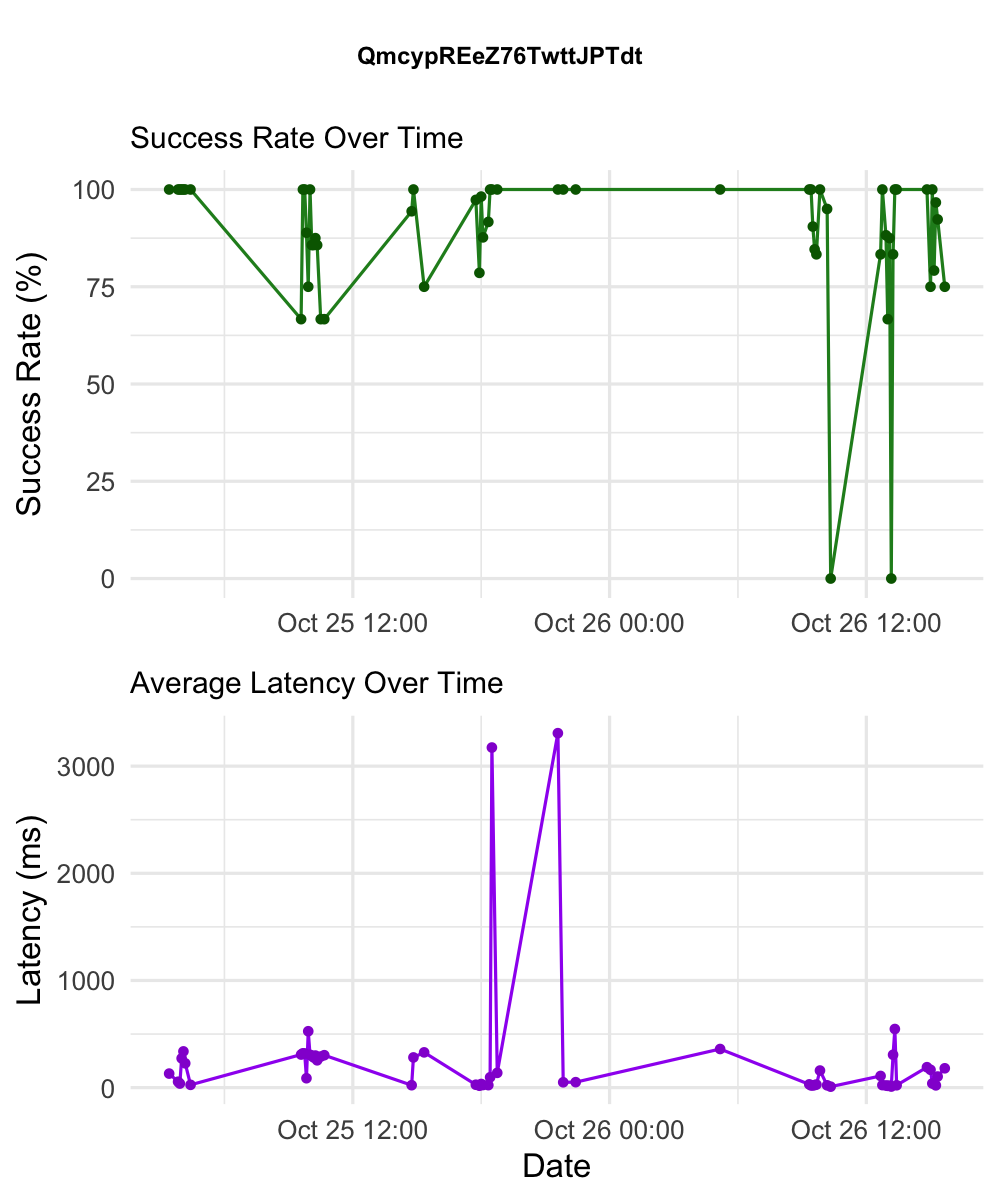 QmcypREeZ76TwttJPTdt
Success Rate Over Time
Success Rate (%)
100
75
50
25
0
Oct 25 12:00 Oct 26 00:00 Oct 26 12:00
Average Latency Over Time
Latency (ms)
3000
2000
1000
0
Oct 25 12:00 Oct 26 00:00 Oct 26 12:00
Date